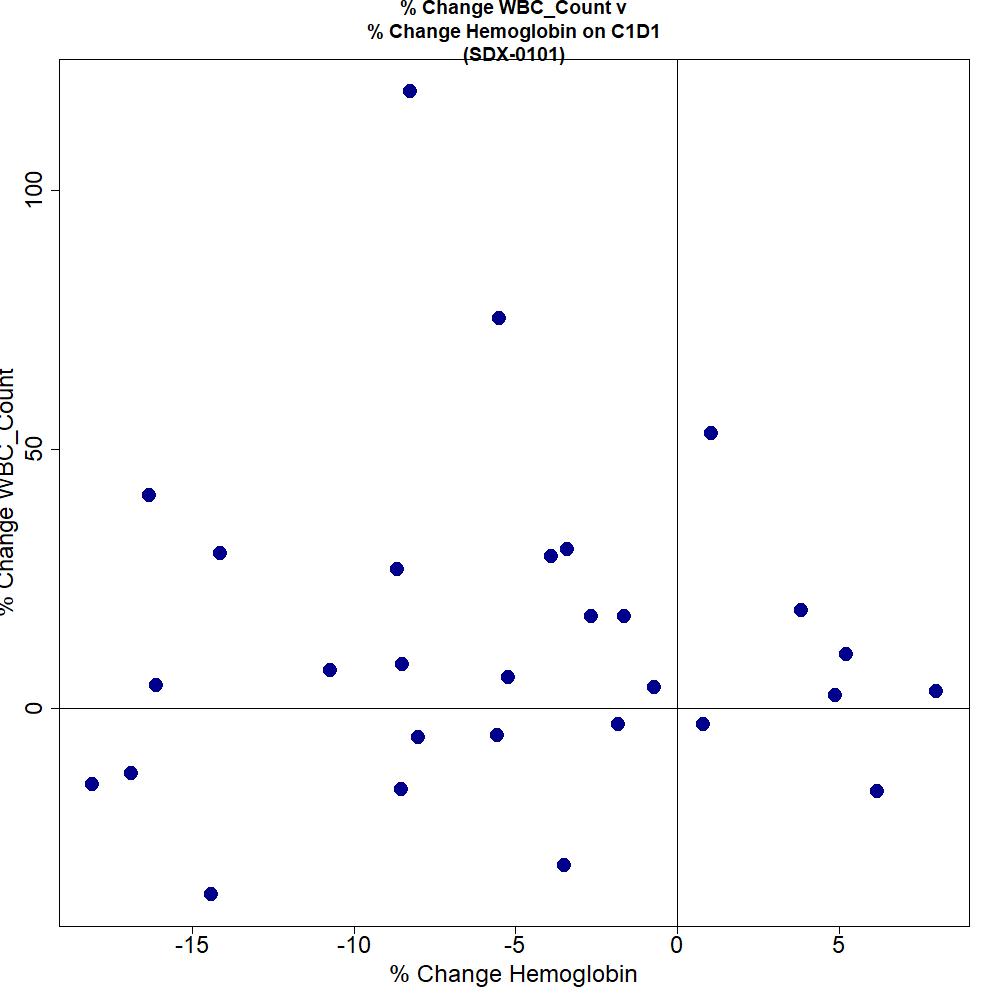 % Change WBC_Count v
% Change Hemoglobin on C1D1
(SDX-0101)
% Change WBC_Count
100
50
0
-15
-10
-5
0
5
% Change Hemoglobin